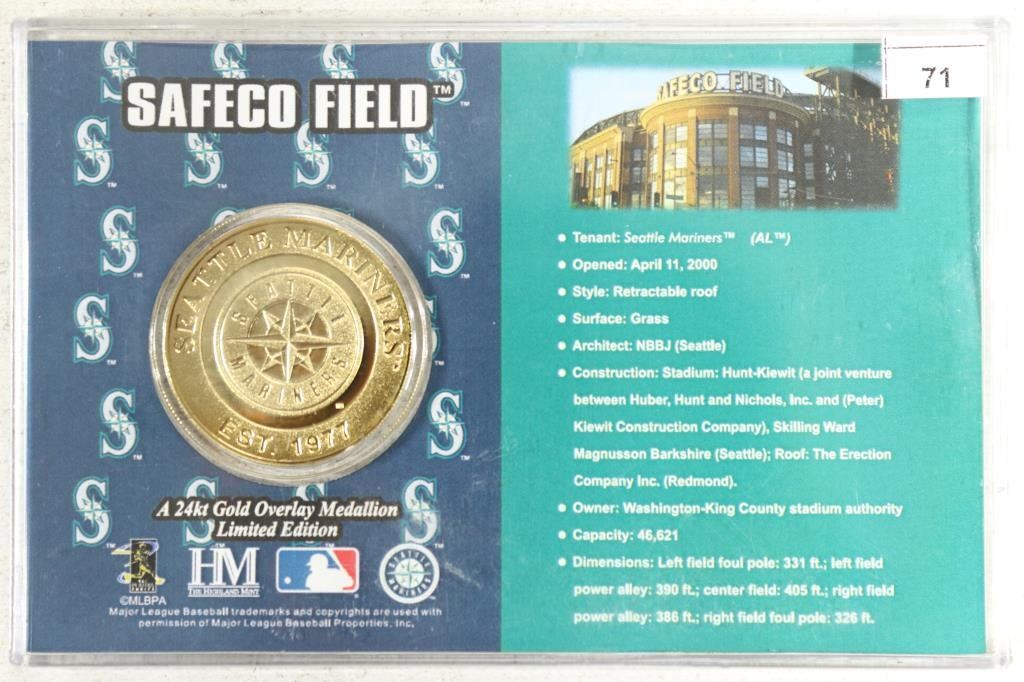 SAFECO FIELD™
SEATTLE MARINERS™
SEATTLE
MARINERS
EST. 1977
A 24kt Gold Overlay Medallion
Limited Edition
©MLBPA
HM
THE HIGHLAND MINT
SEATTLE
MARINERS
Major League Baseball trademarks and copyrights are used with
permission of Major League Baseball Properties, Inc.
71
SAFECO FIELD
• Tenant: Seattle Mariners™ (AL™)
• Opened: April 11, 2000
• Style: Retractable roof
• Surface: Grass
• Architect: NBBJ (Seattle)
• Construction: Stadium: Hunt-Kiewit (a joint venture
between Huber, Hunt and Nichols, Inc. and (Peter)
Kiewit Construction Company), Skilling Ward
Magnusson Barkshire (Seattle); Roof: The Erection
Company Inc. (Redmond).
• Owner: Washington-King County stadium authority
• Capacity: 46,621
• Dimensions: Left field foul pole: 331 ft.; left field
power alley: 390 ft.; center field: 405 ft.; right field
power alley: 386 ft.; right field foul pole: 326 ft.